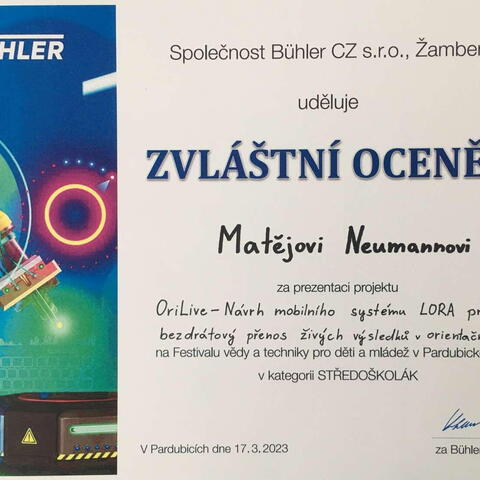 HLER
Společnost Bühler CZ s.r.o., Žamber
uděluje
ZVLÁŠTNÍ OCENĚ
Matějovi Neumannovi
za prezentaci projektu
OriLive - Návrh mobilního systému LORA pr
bezdrátový přenos živých výsledků v orientač
na Festivalu vědy a techniky pro děti a mládež v Pardubick
v kategorii STŘEDOŠKOLÁK
V Pardubicích dne 17. 3. 2023
za Bühler